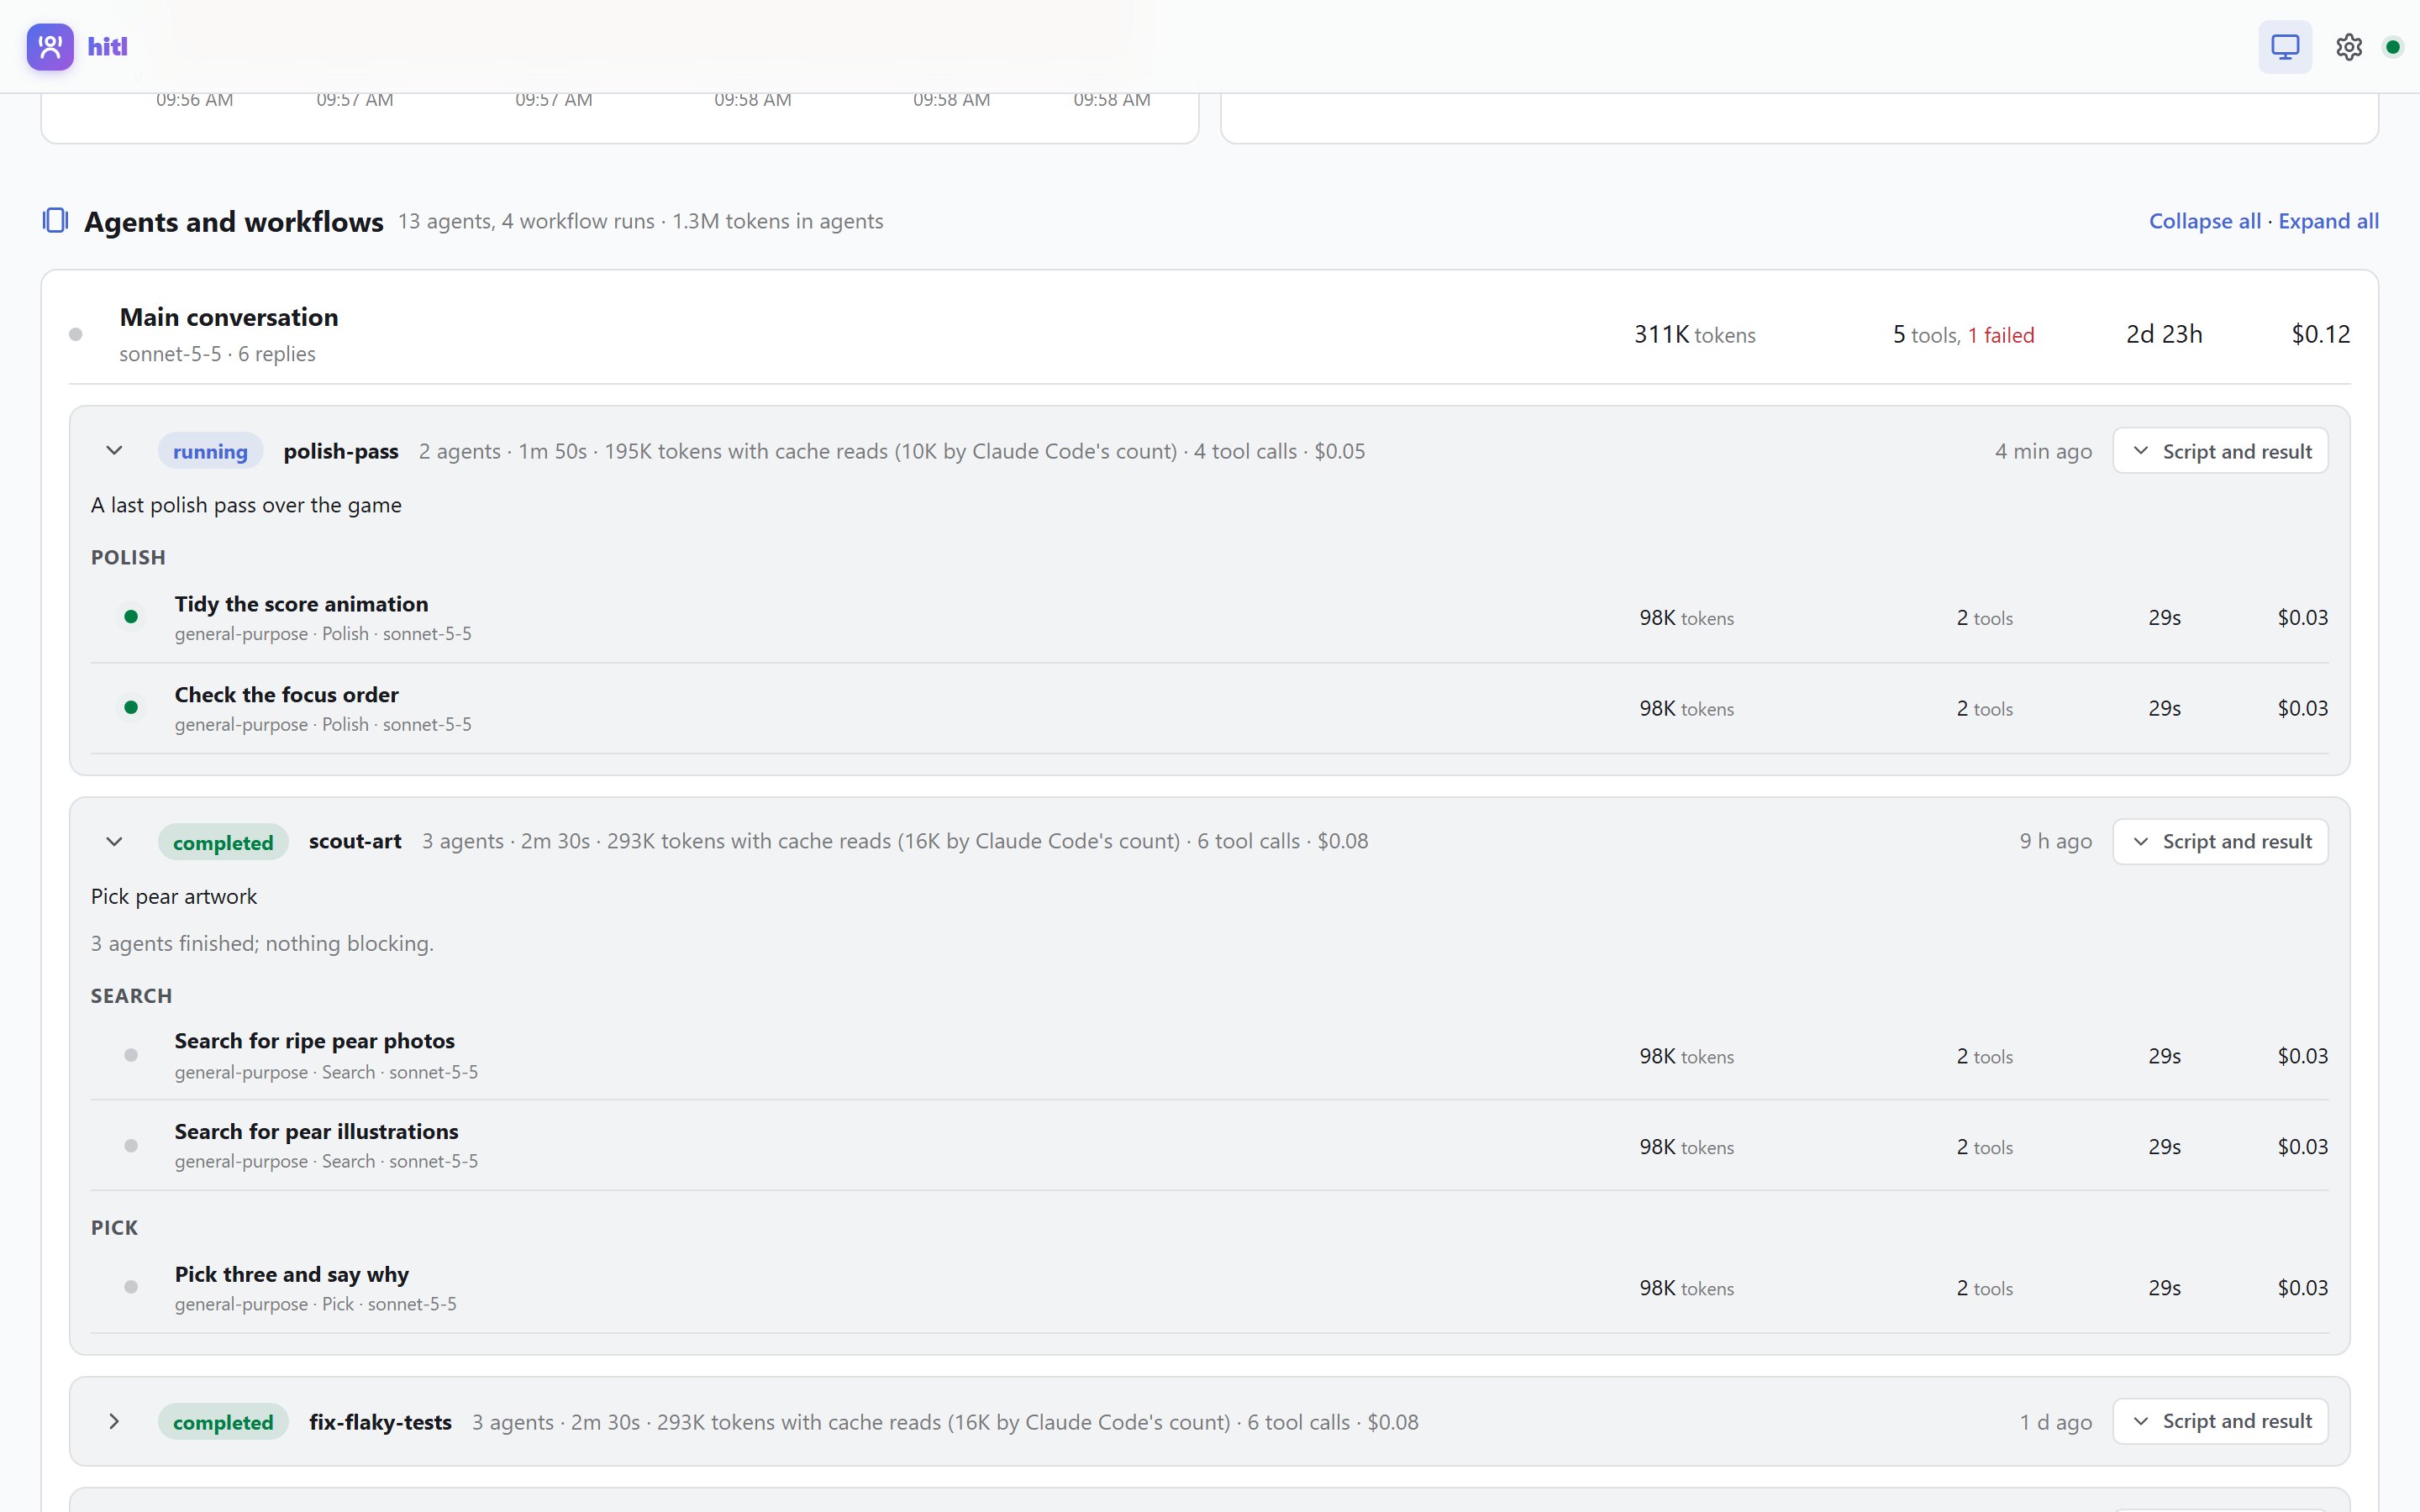 hitl
09:56 AM 09:57 AM 09:57 AM 09:58 AM 09:58 AM 09:58 AM
Agents and workflows 13 agents, 4 workflow runs · 1.3M tokens in agents Collapse all · Expand all
Main conversation
sonnet-5-5 · 6 replies
311K tokens 5 tools, 1 failed 2d 23h $0.12
running polish-pass 2 agents · 1m 50s · 195K tokens with cache reads (10K by Claude Code's count) · 4 tool calls · $0.05 4 min ago Script and result
A last polish pass over the game
POLISH
Tidy the score animation
general-purpose · Polish · sonnet-5-5
98K tokens 2 tools 29s $0.03
Check the focus order
general-purpose · Polish · sonnet-5-5
98K tokens 2 tools 29s $0.03
completed scout-art 3 agents · 2m 30s · 293K tokens with cache reads (16K by Claude Code's count) · 6 tool calls · $0.08 9 h ago Script and result
Pick pear artwork
3 agents finished; nothing blocking.
SEARCH
Search for ripe pear photos
general-purpose · Search · sonnet-5-5
98K tokens 2 tools 29s $0.03
Search for pear illustrations
general-purpose · Search · sonnet-5-5
98K tokens 2 tools 29s $0.03
PICK
Pick three and say why
general-purpose · Pick · sonnet-5-5
98K tokens 2 tools 29s $0.03
completed fix-flaky-tests 3 agents · 2m 30s · 293K tokens with cache reads (16K by Claude Code's count) · 6 tool calls · $0.08 1 d ago Script and result